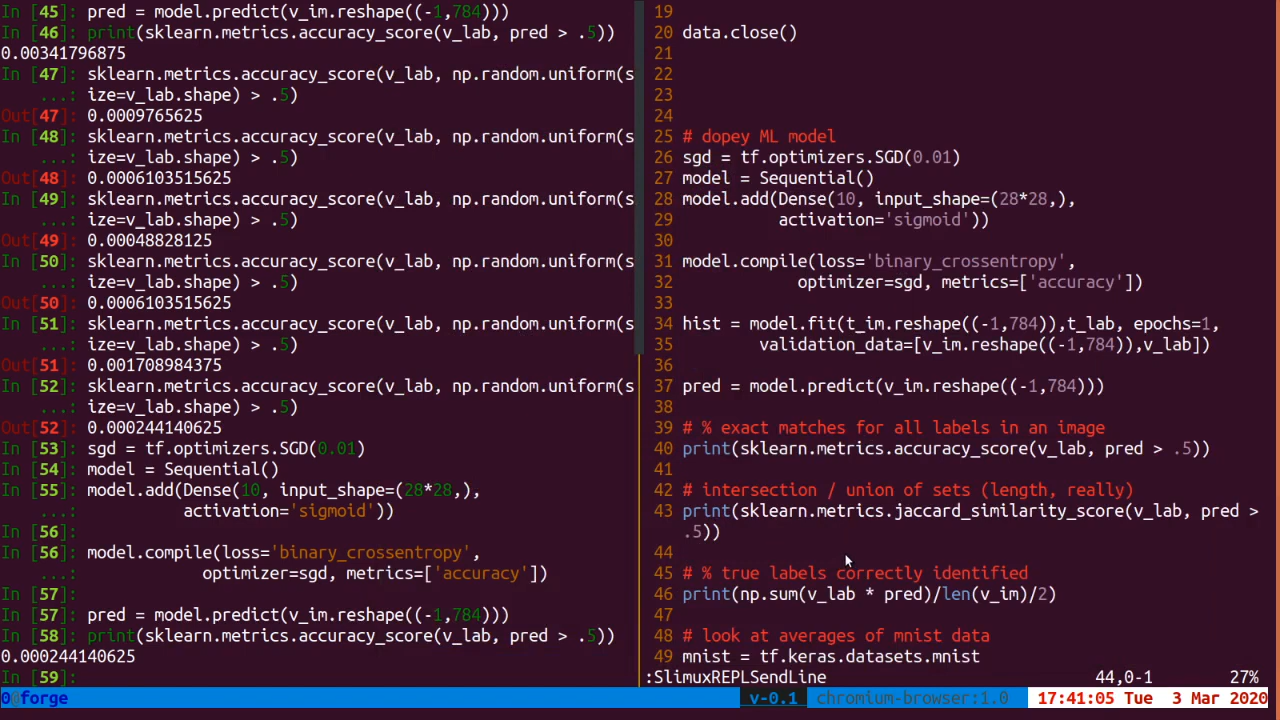 In [45]: pred = model.predict(v_im.reshape((-1,784)))
In [46]: print(sklearn.metrics.accuracy_score(v_lab, pred > .5))
0.00341796875
In [47]: sklearn.metrics.accuracy_score(v_lab, np.random.uniform(s
    ...: ize=v_lab.shape) > .5)
Out[47]: 0.0009765625
In [48]: sklearn.metrics.accuracy_score(v_lab, np.random.uniform(s
    ...: ize=v_lab.shape) > .5)
Out[48]: 0.0006103515625
In [49]: sklearn.metrics.accuracy_score(v_lab, np.random.uniform(s
    ...: ize=v_lab.shape) > .5)
Out[49]: 0.00048828125
In [50]: sklearn.metrics.accuracy_score(v_lab, np.random.uniform(s
    ...: ize=v_lab.shape) > .5)
Out[50]: 0.0006103515625
In [51]: sklearn.metrics.accuracy_score(v_lab, np.random.uniform(s
    ...: ize=v_lab.shape) > .5)
Out[51]: 0.001708984375
In [52]: sklearn.metrics.accuracy_score(v_lab, np.random.uniform(s
    ...: ize=v_lab.shape) > .5)
Out[52]: 0.000244140625
In [53]: sgd = tf.optimizers.SGD(0.01)
In [54]: model = Sequential()
In [55]: model.add(Dense(10, input_shape=(28*28,),
    ...:           activation='sigmoid'))
In [56]:
In [56]: model.compile(loss='binary_crossentropy',
    ...:             optimizer=sgd, metrics=['accuracy'])
In [57]:
In [57]: pred = model.predict(v_im.reshape((-1,784)))
In [58]: print(sklearn.metrics.accuracy_score(v_lab, pred > .5))
0.000244140625
In [59]:
19
20 data.close()
21
22
23
24
25 # dopey ML model
26 sgd = tf.optimizers.SGD(0.01)
27 model = Sequential()
28 model.add(Dense(10, input_shape=(28*28,),
29           activation='sigmoid'))
30
31 model.compile(loss='binary_crossentropy',
32             optimizer=sgd, metrics=['accuracy'])
33
34 hist = model.fit(t_im.reshape((-1,784)),t_lab, epochs=1,
35         validation_data=[v_im.reshape((-1,784)),v_lab])
36
37 pred = model.predict(v_im.reshape((-1,784)))
38
39 # % exact matches for all labels in an image
40 print(sklearn.metrics.accuracy_score(v_lab, pred > .5))
41
42 # intersection / union of sets (length, really)
43 print(sklearn.metrics.jaccard_similarity_score(v_lab, pred >
.5))
44
45 # % true labels correctly identified
46 print(np.sum(v_lab * pred)/len(v_im)/2)
47
48 # look at averages of mnist data
49 mnist = tf.keras.datasets.mnist
:SlimuxREPLSendLine 44,0-1 27%
0@forge v-0.1 chromium-browser:1.0 17:41:05 Tue  3 Mar 2020